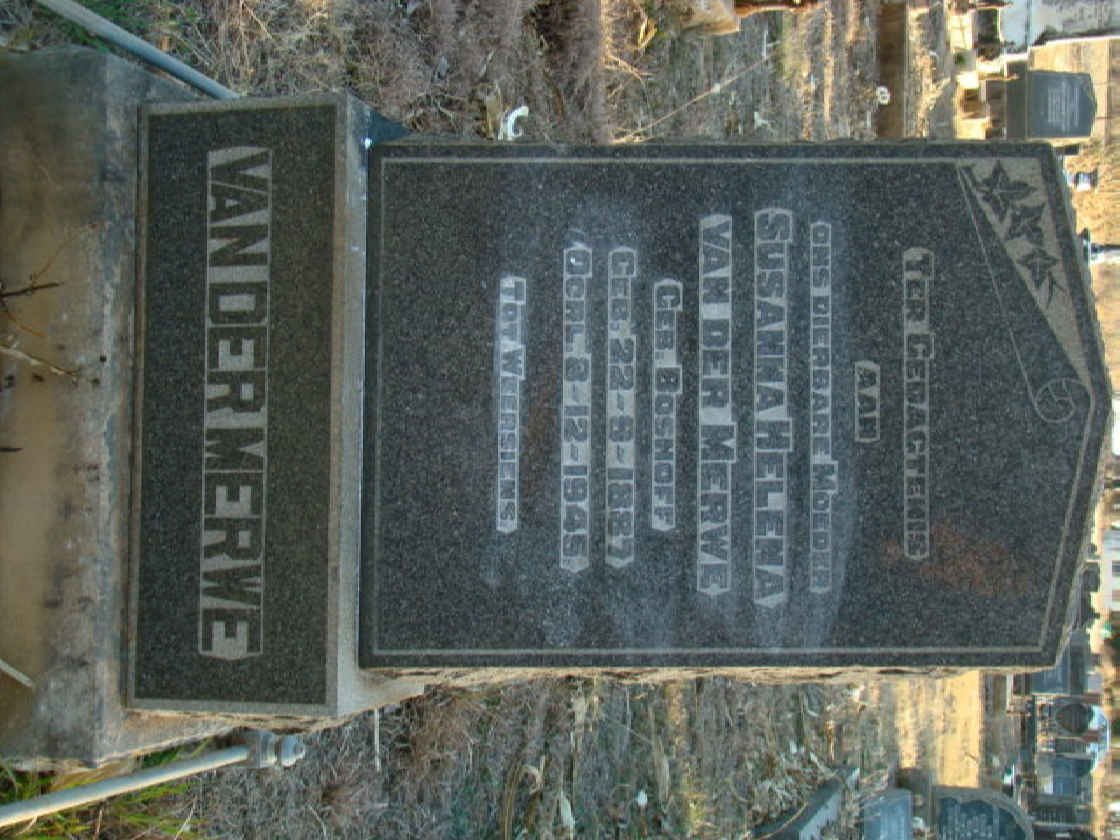 TER GEDAGTENIS
AAN
ONS DIERBARE MOEDER
SUSANNA HELENA
VAN DER MERWE
GEB. BOSHOFF
GEB. 22-9-1887
OORL. 8-12-1945
TOT WEERSIENS
VAN DER MERWE